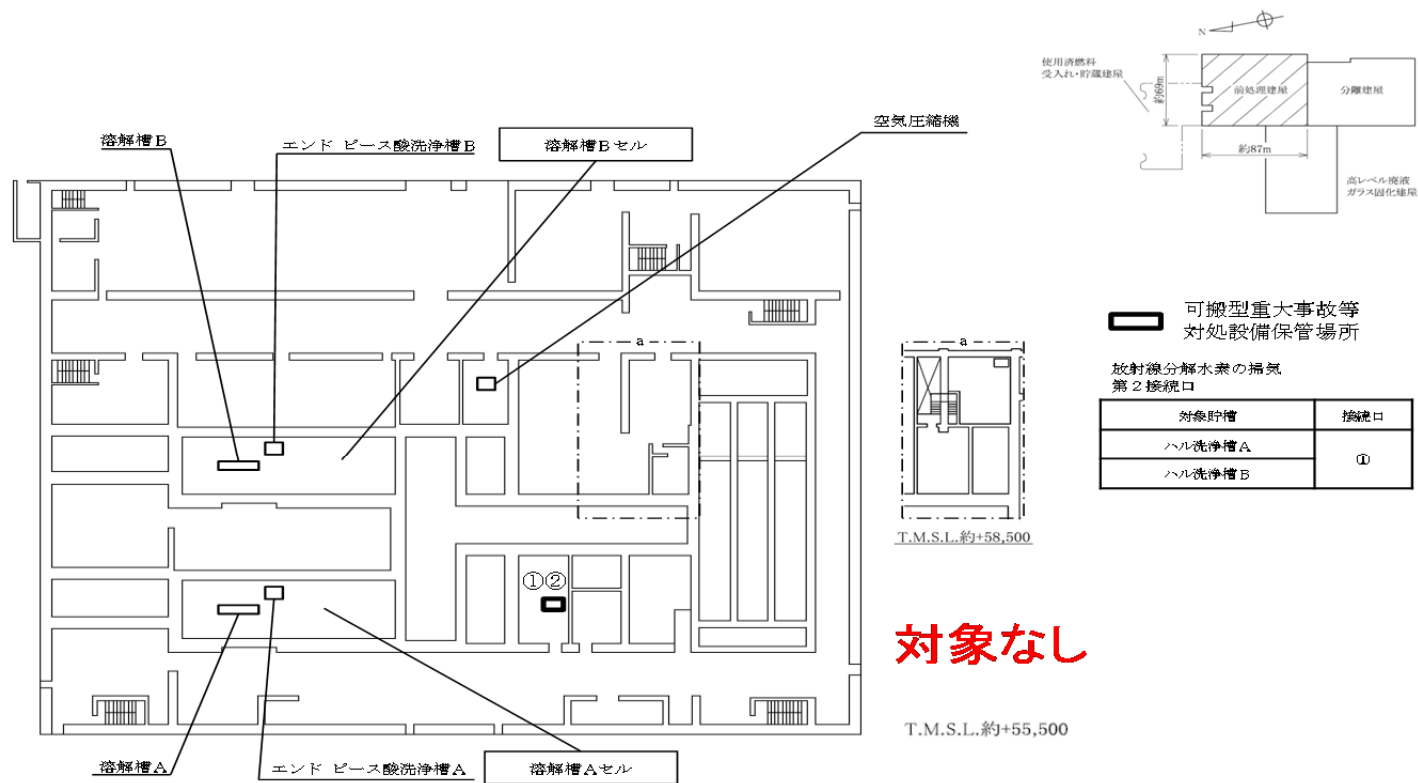 N
使用済燃料
受入れ・貯蔵建屋
約69m
前処理建屋
分離建屋
約87m
高レベル廃液
ガラス固化建屋
溶解槽B
エンド ピース酸洗浄槽B
溶解槽Bセル
空気圧縮機
a
a
可搬型重大事故等
対処設備保管場所
放射線分解水素の掃気
第2接続口
対象貯槽 接続口
ハル洗浄槽A ①
ハル洗浄槽B
T.M.S.L.約+58,500
①②
対象なし
T.M.S.L.約+55,500
溶解槽A
エンド ピース酸洗浄槽A
溶解槽Aセル